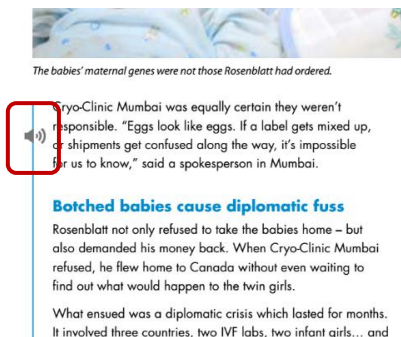 The babies' maternal genes were not those Rosenblatt had ordered.
Cryo-Clinic Mumbai was equally certain they weren't
responsible. "Eggs look like eggs. If a label gets mixed up,
or shipments get confused along the way, it's impossible
for us to know," said a spokesperson in Mumbai.
Botched babies cause diplomatic fuss
Rosenblatt not only refused to take the babies home – but
also demanded his money back. When Cryo-Clinic Mumbai
refused, he flew home to Canada without even waiting to
find out what would happen to the twin girls.
What ensued was a diplomatic crisis which lasted for months.
It involved three countries, two IVF labs, two infant girls… and